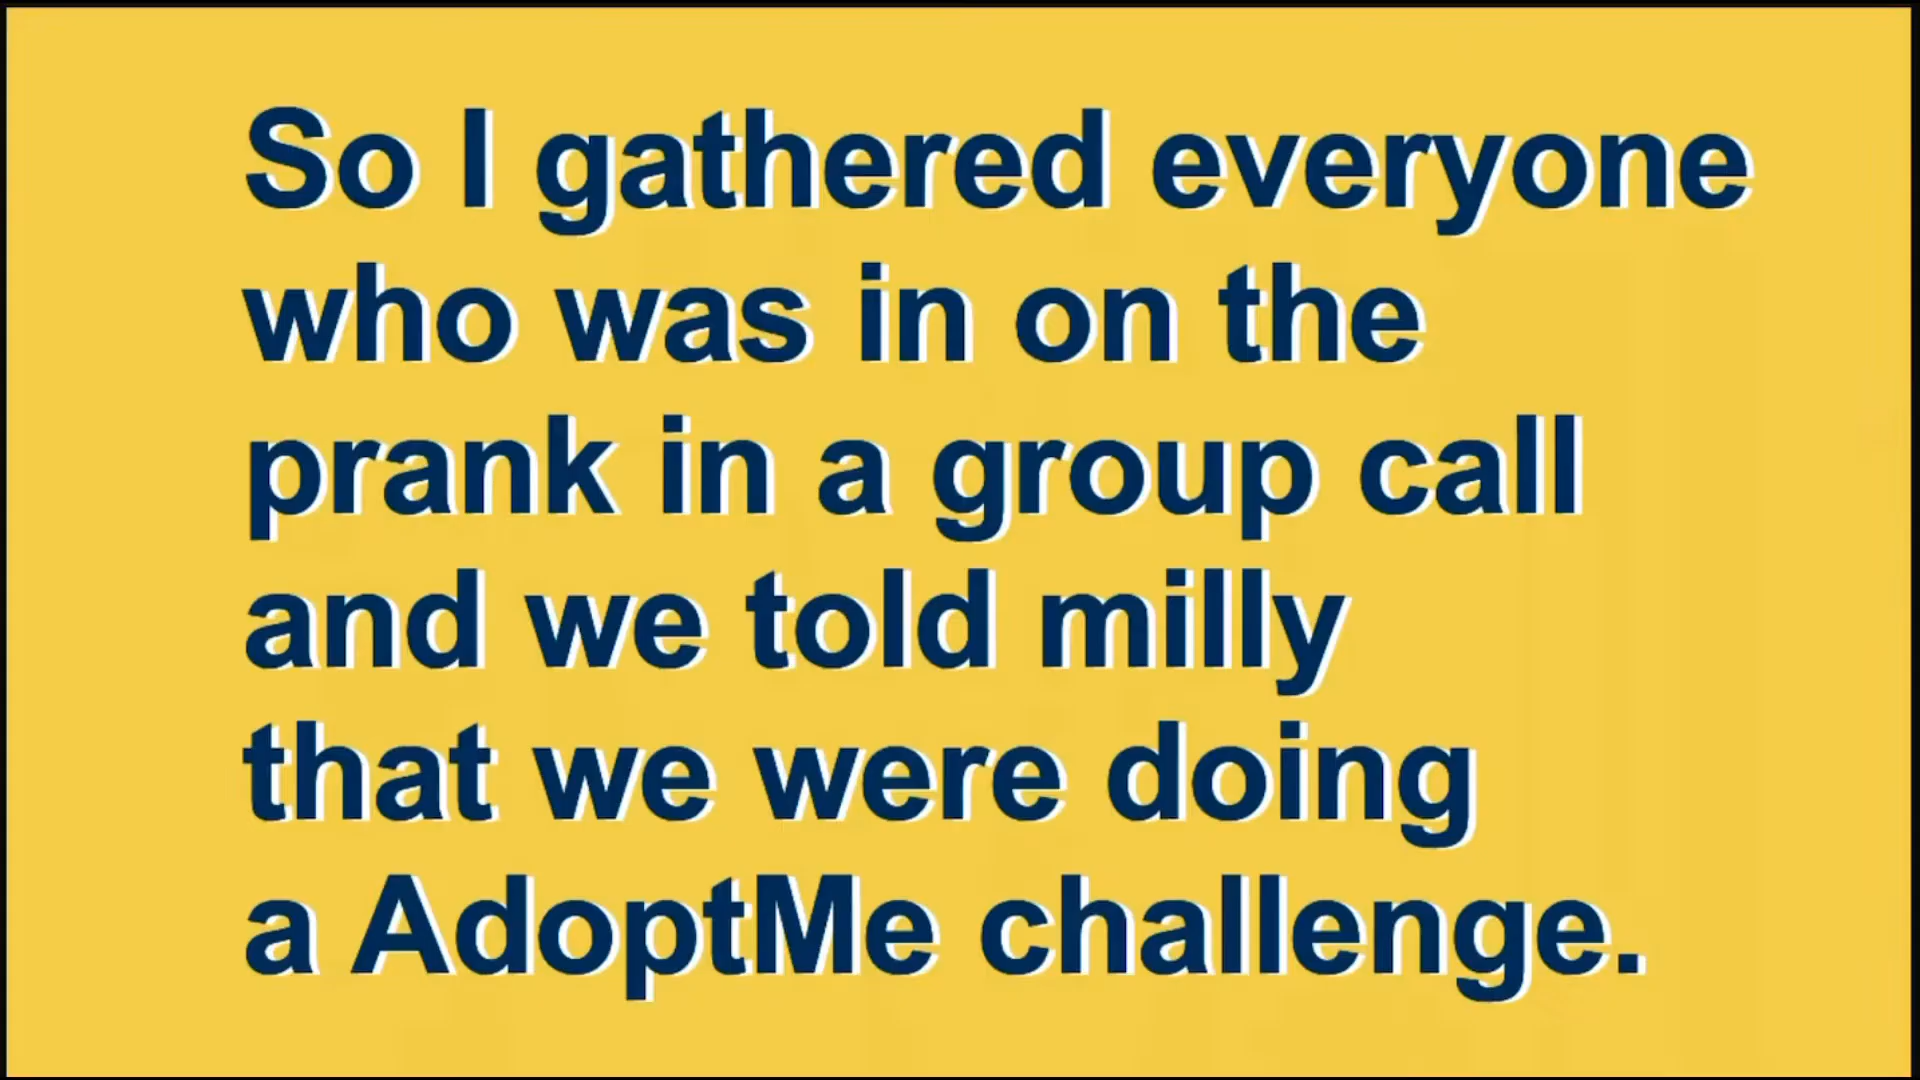 So I gathered everyone
who was in on the
prank in a group call
and we told milly
that we were doing
a AdoptMe challenge.